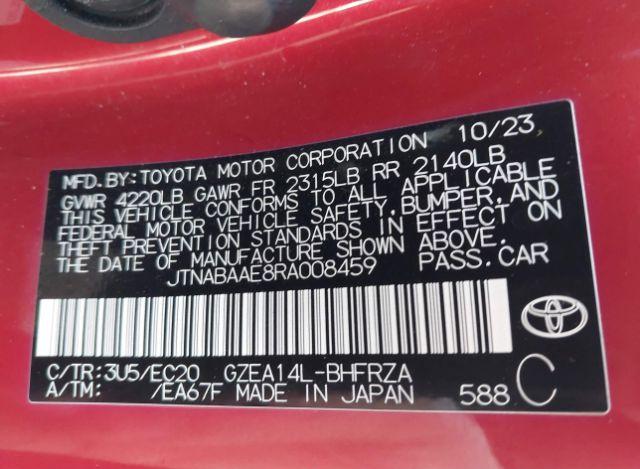 MFD.BY:TOYOTA MOTOR CORPORATION 10/23
GVWR 4220LB GAWR FR 2315LB RR 2140LB
THIS VEHICLE CONFORMS TO ALL APPLICABLE
FEDERAL MOTOR VEHICLE SAFETY,BUMPER,AND
THEFT PREVENTION STANDARDS IN EFFECT ON
THE DATE OF MANUFACTURE SHOWN ABOVE.
JTNABAAE8RA008459 PASS.CAR
C/TR:3U5/EC20 GZEA14L-BHFRZA
A/TM: /EA67F MADE IN JAPAN 588 C